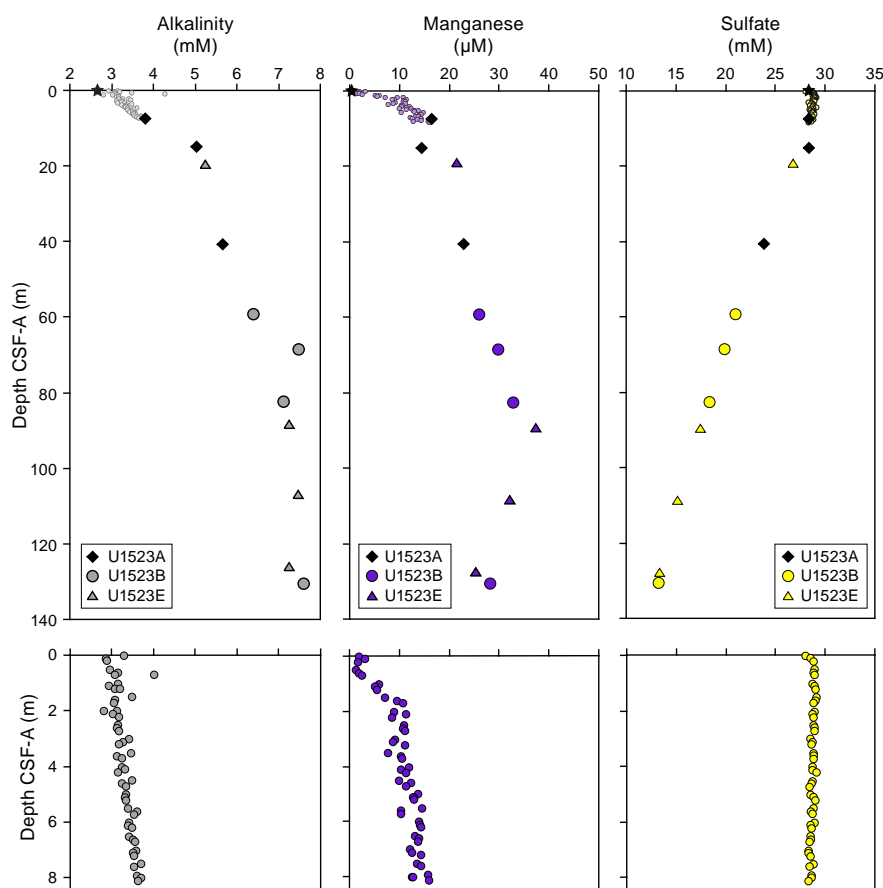 Alkalinity
(mM)
Manganese
(µM)
Sulfate
(mM)
2 3 4 5 6 7 8
0 10 20 30 40 50
10 15 20 25 30 35
Depth CSF-A (m)
0
20
40
60
80
100
120
140
U1523A
U1523B
U1523E
U1523A
U1523B
U1523E
U1523A
U1523B
U1523E
Depth CSF-A (m)
0
2
4
6
8